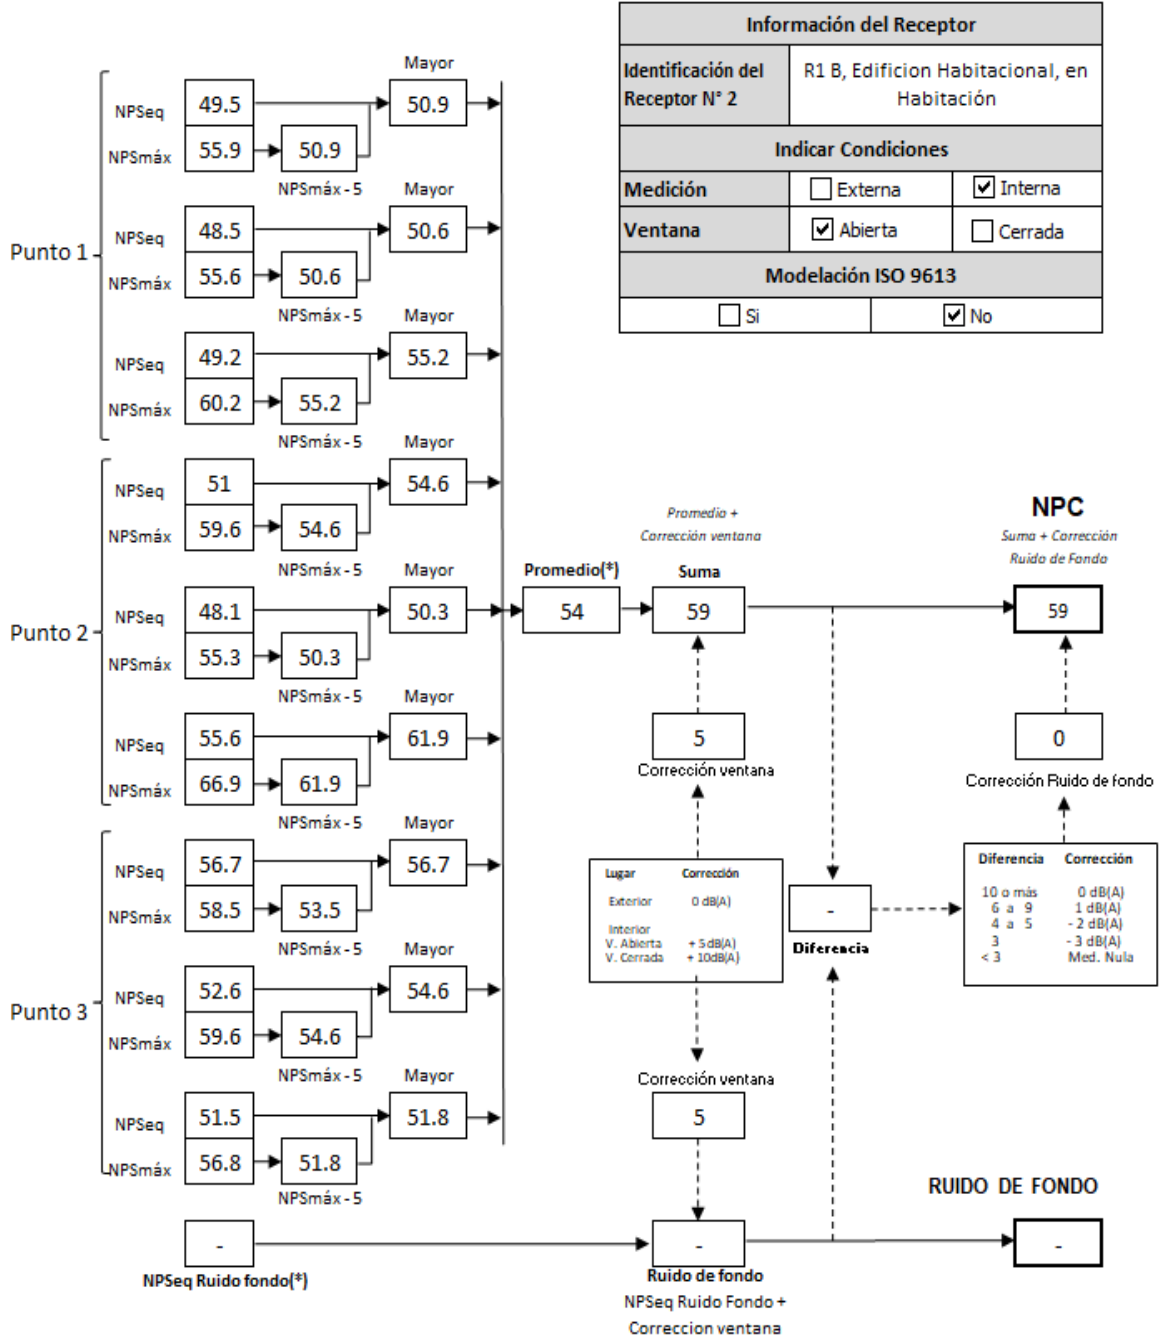 Información del Receptor
Identificación del Receptor N° 2
R1 B, Edificion Habitacional, en Habitación
Indicar Condiciones
Medición
Externa
Interna
Ventana
Abierta
Cerrada
Modelación ISO 9613
Si
No
Punto 1
Mayor
NPSeq
49.5
50.9
NPSmáx
55.9
50.9
NPSmáx - 5
Mayor
NPSeq
48.5
50.6
NPSmáx
55.6
50.6
NPSmáx - 5
Mayor
NPSeq
49.2
55.2
NPSmáx
60.2
55.2
NPSmáx - 5
Punto 2
Mayor
NPSeq
51
54.6
NPSmáx
59.6
54.6
NPSmáx - 5
Mayor
NPSeq
48.1
50.3
NPSmáx
55.3
50.3
NPSmáx - 5
Mayor
NPSeq
55.6
61.9
NPSmáx
66.9
61.9
NPSmáx - 5
Punto 3
Mayor
NPSeq
56.7
56.7
NPSmáx
58.5
53.5
NPSmáx - 5
Mayor
NPSeq
52.6
54.6
NPSmáx
59.6
54.6
NPSmáx - 5
Mayor
NPSeq
51.5
51.8
NPSmáx
56.8
51.8
NPSmáx - 5
-
NPSeq Ruido fondo(*)
Promedio(*)
54
Promedio +
Corrección ventana
Suma
59
5
Corrección ventana
Lugar Corrección
Exterior 0 dB(A)
Interior
V. Abierta + 5dB(A)
V. Cerrada + 10dB(A)
Corrección ventana
5
-
Ruido de fondo
NPSeq Ruido Fondo +
Correccion ventana
-
Diferencia
NPC
Suma + Corrección
Ruido de Fondo
59
0
Corrección Ruido de fondo
Diferencia Corrección
10 o más 0 dB(A)
6 a 9 1 dB(A)
4 a 5 - 2 dB(A)
3 - 3 dB(A)
< 3 Med. Nula
RUIDO DE FONDO
-